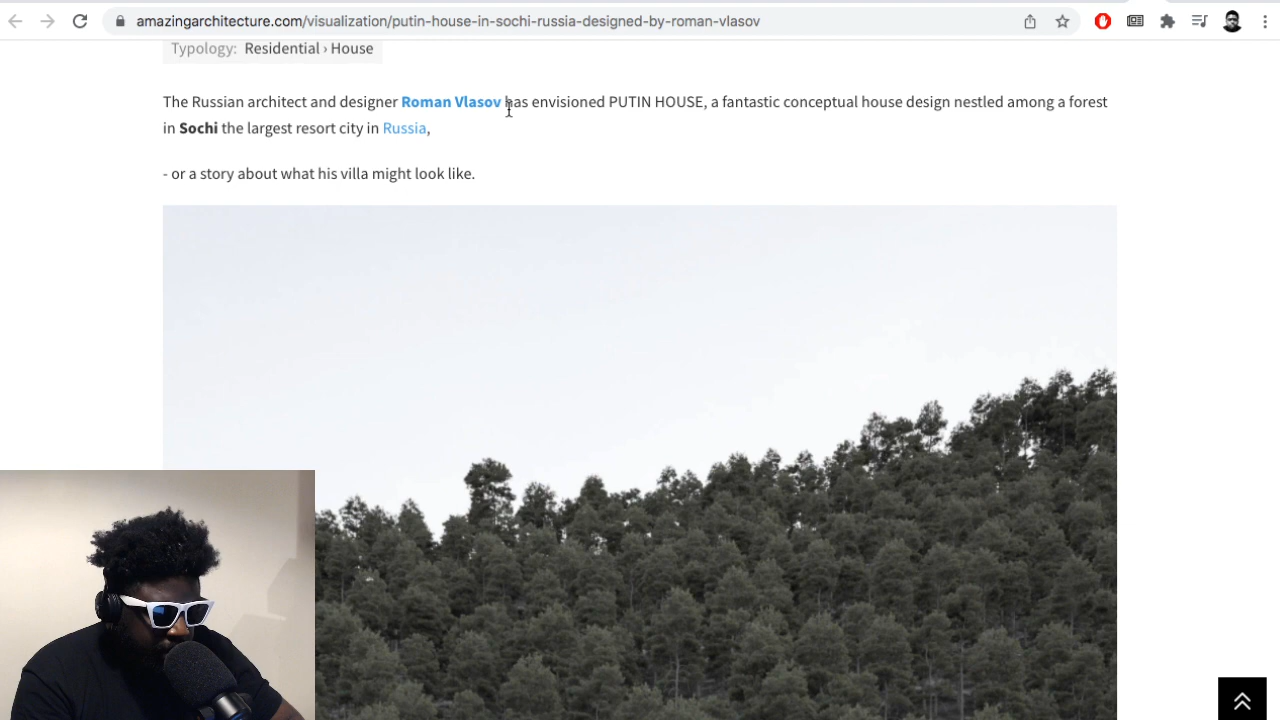 amazingarchitecture.com/visualization/putin-house-in-sochi-russia-designed-by-roman-vlasov
Typology: Residential › House
The Russian architect and designer Roman Vlasov has envisioned PUTIN HOUSE, a fantastic conceptual house design nestled among a forest
in Sochi the largest resort city in Russia,
- or a story about what his villa might look like.